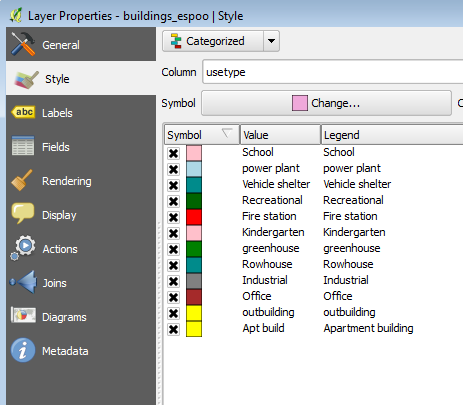 Layer Properties - buildings_espoo | Style
General
Style
Labels
Fields
Rendering
Display
Actions
Joins
Diagrams
Metadata
Categorized
Column usetype
Symbol Change... C
Symbol Value Legend
School School
power plant power plant
Vehicle shelter Vehicle shelter
Recreational Recreational
Fire station Fire station
Kindergarten Kindergarten
greenhouse greenhouse
Rowhouse Rowhouse
Industrial Industrial
Office Office
outbuilding outbuilding
Apt build Apartment building
abc